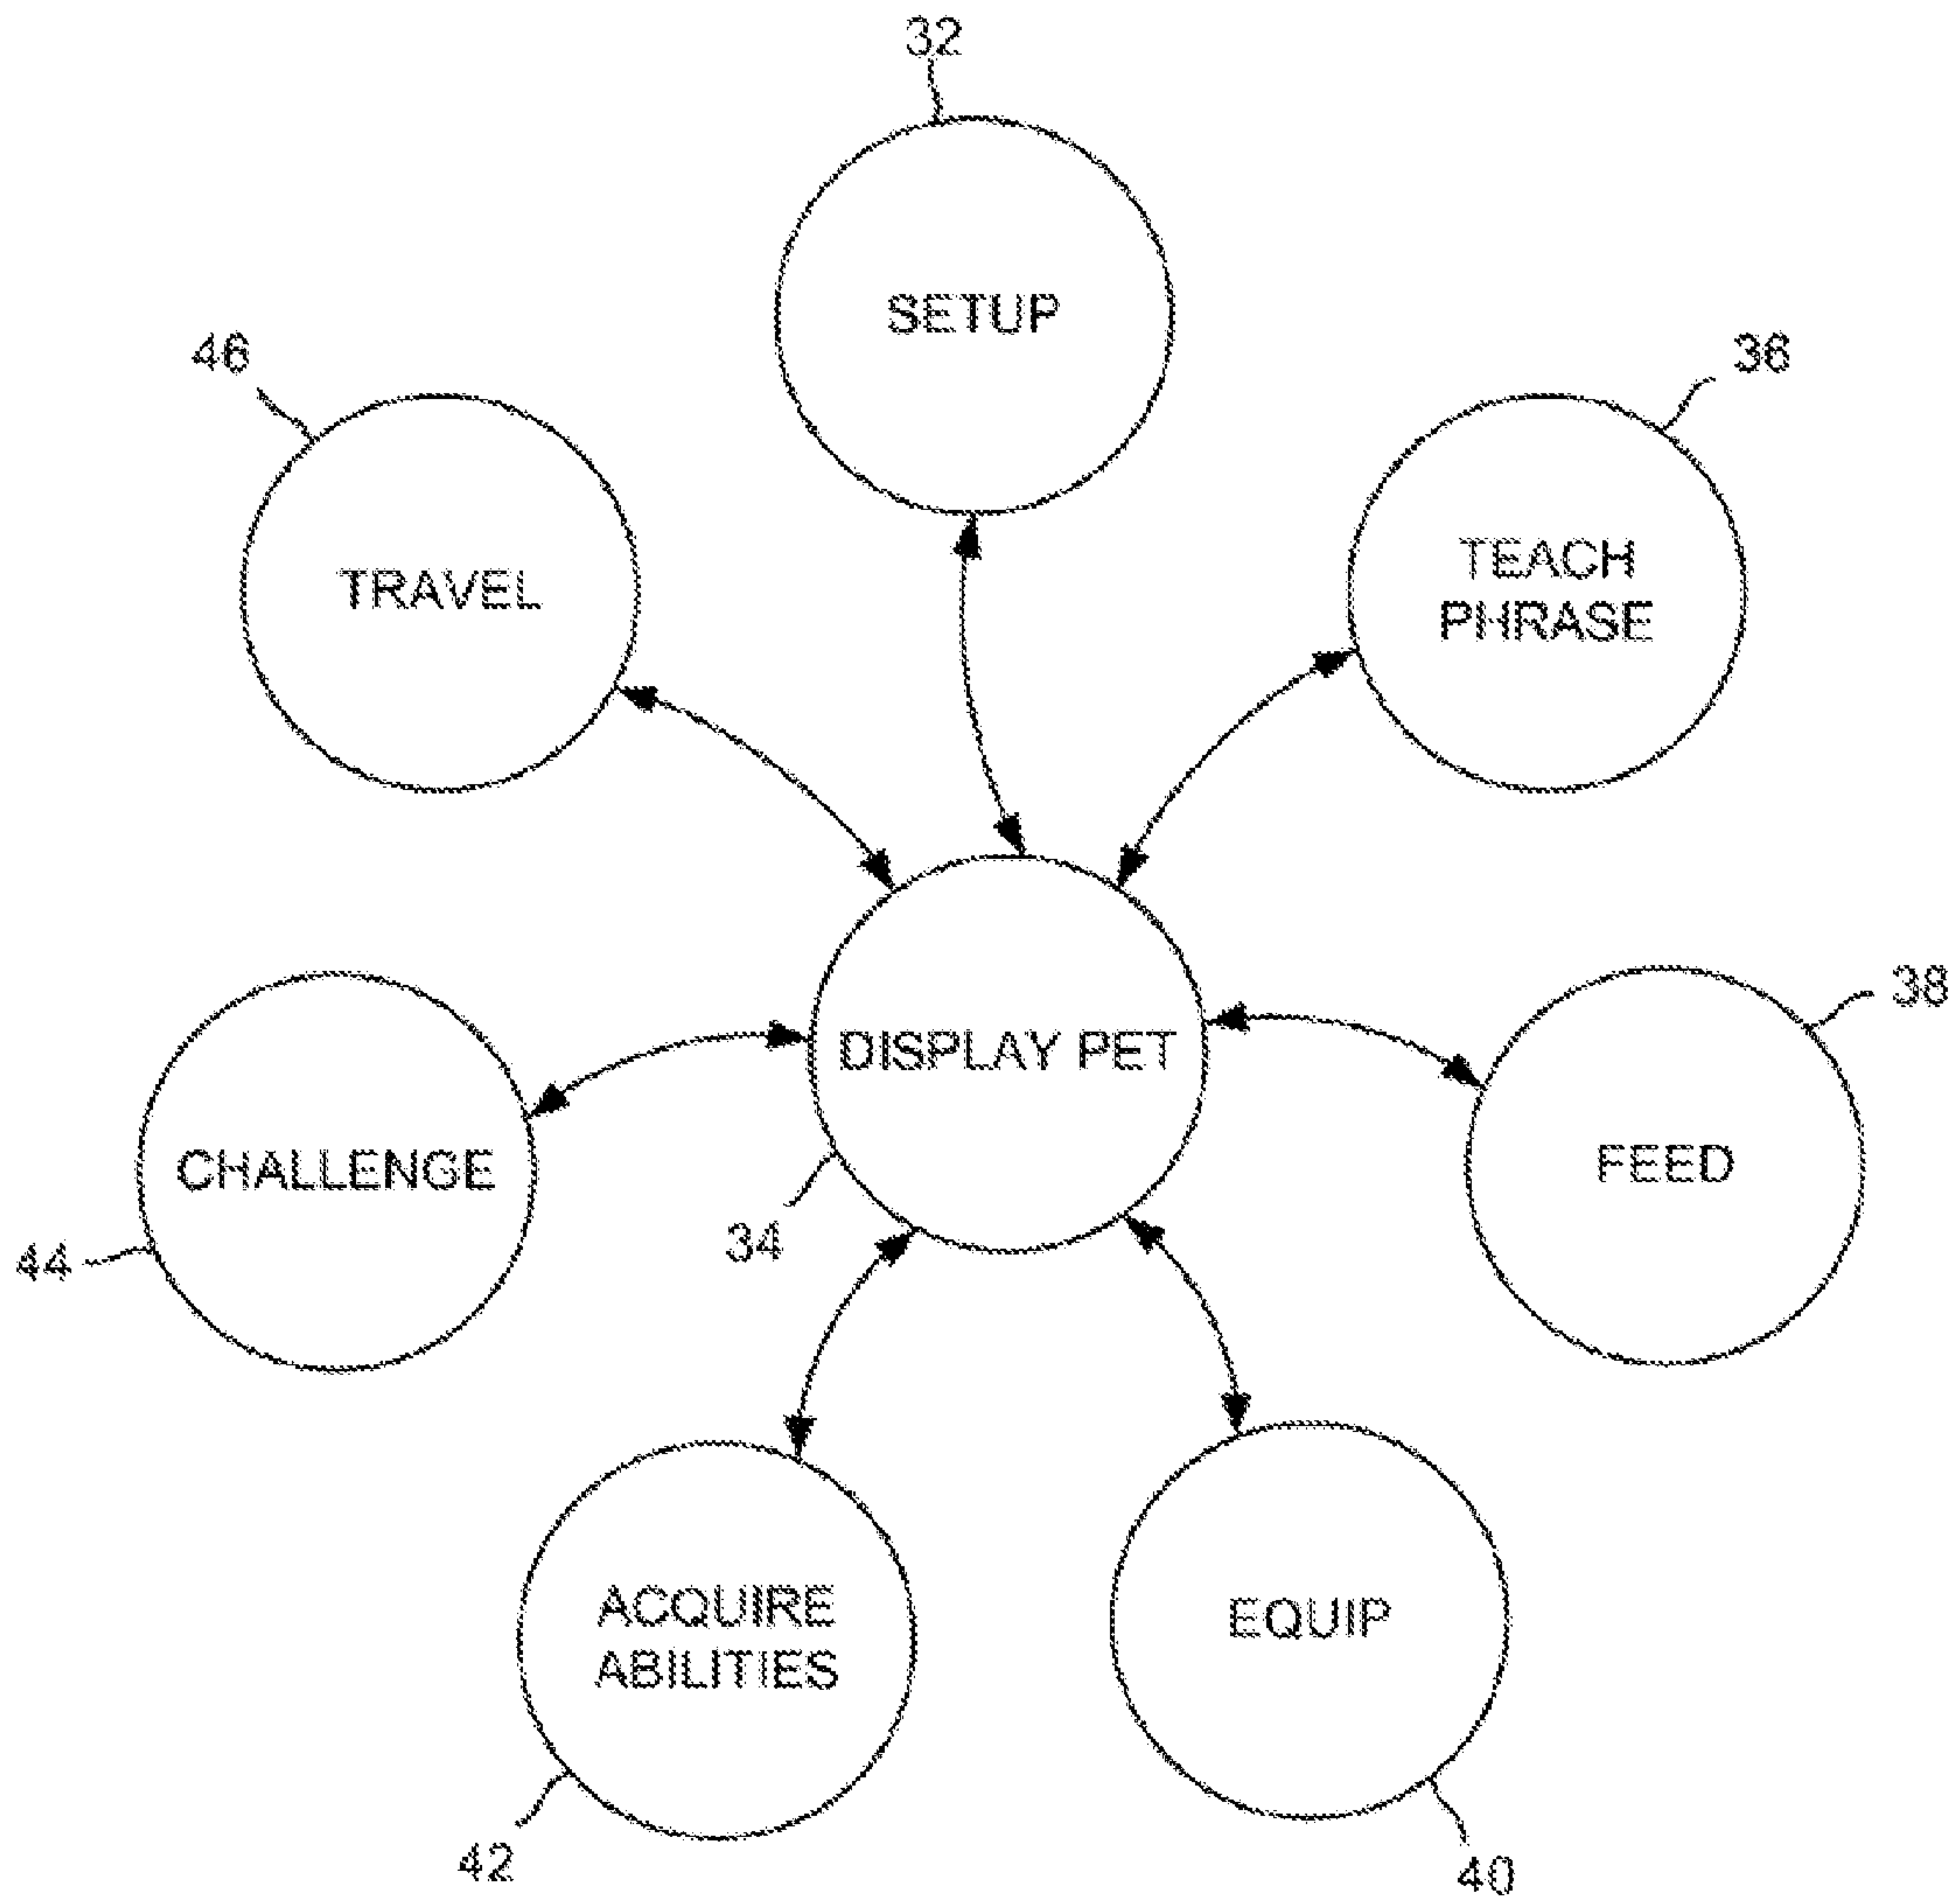 32
SETUP
46
TRAVEL
36
TEACH
PHRASE
DISPLAY PET
34
38
FEED
CHALLENGE
44
ACQUIRE
ABILITIES
42
EQUIP
40